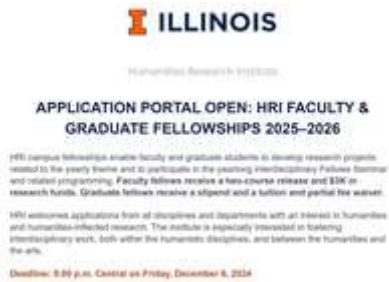 I ILLINOIS
Humanities Research Institute
APPLICATION PORTAL OPEN: HRI FACULTY &
GRADUATE FELLOWSHIPS 2025–2026
HRI campus fellowships enable faculty and graduate students to develop research projects
related to the yearly theme and to participate in the yearlong interdisciplinary Fellows Seminar
and related programming. Faculty fellows receive a two-course release and $3K in
research funds. Graduate fellows receive a stipend and a tuition and partial fee waiver.
HRI welcomes applications from all disciplines and departments with an interest in humanities
and humanities-inflected research. The institute is especially interested in fostering
interdisciplinary work, both within the humanistic disciplines, and between the humanities and
the arts.
Deadline: 5:00 p.m. Central on Friday, December 6, 2024